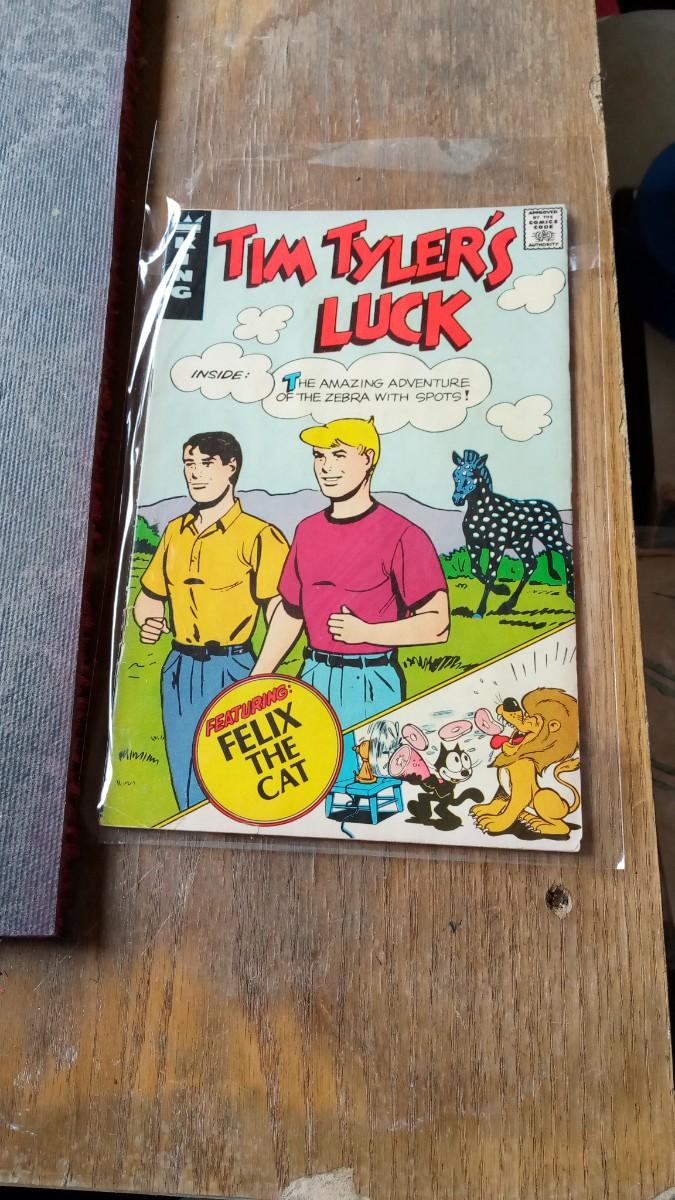 KING
TIM TYLER'S
LUCK
APPROVED
BY THE
COMICS
CODE
AUTHORITY
INSIDE:
THE AMAZING ADVENTURE
OF THE ZEBRA WITH SPOTS!
FEATURING:
FELIX
THE
CAT